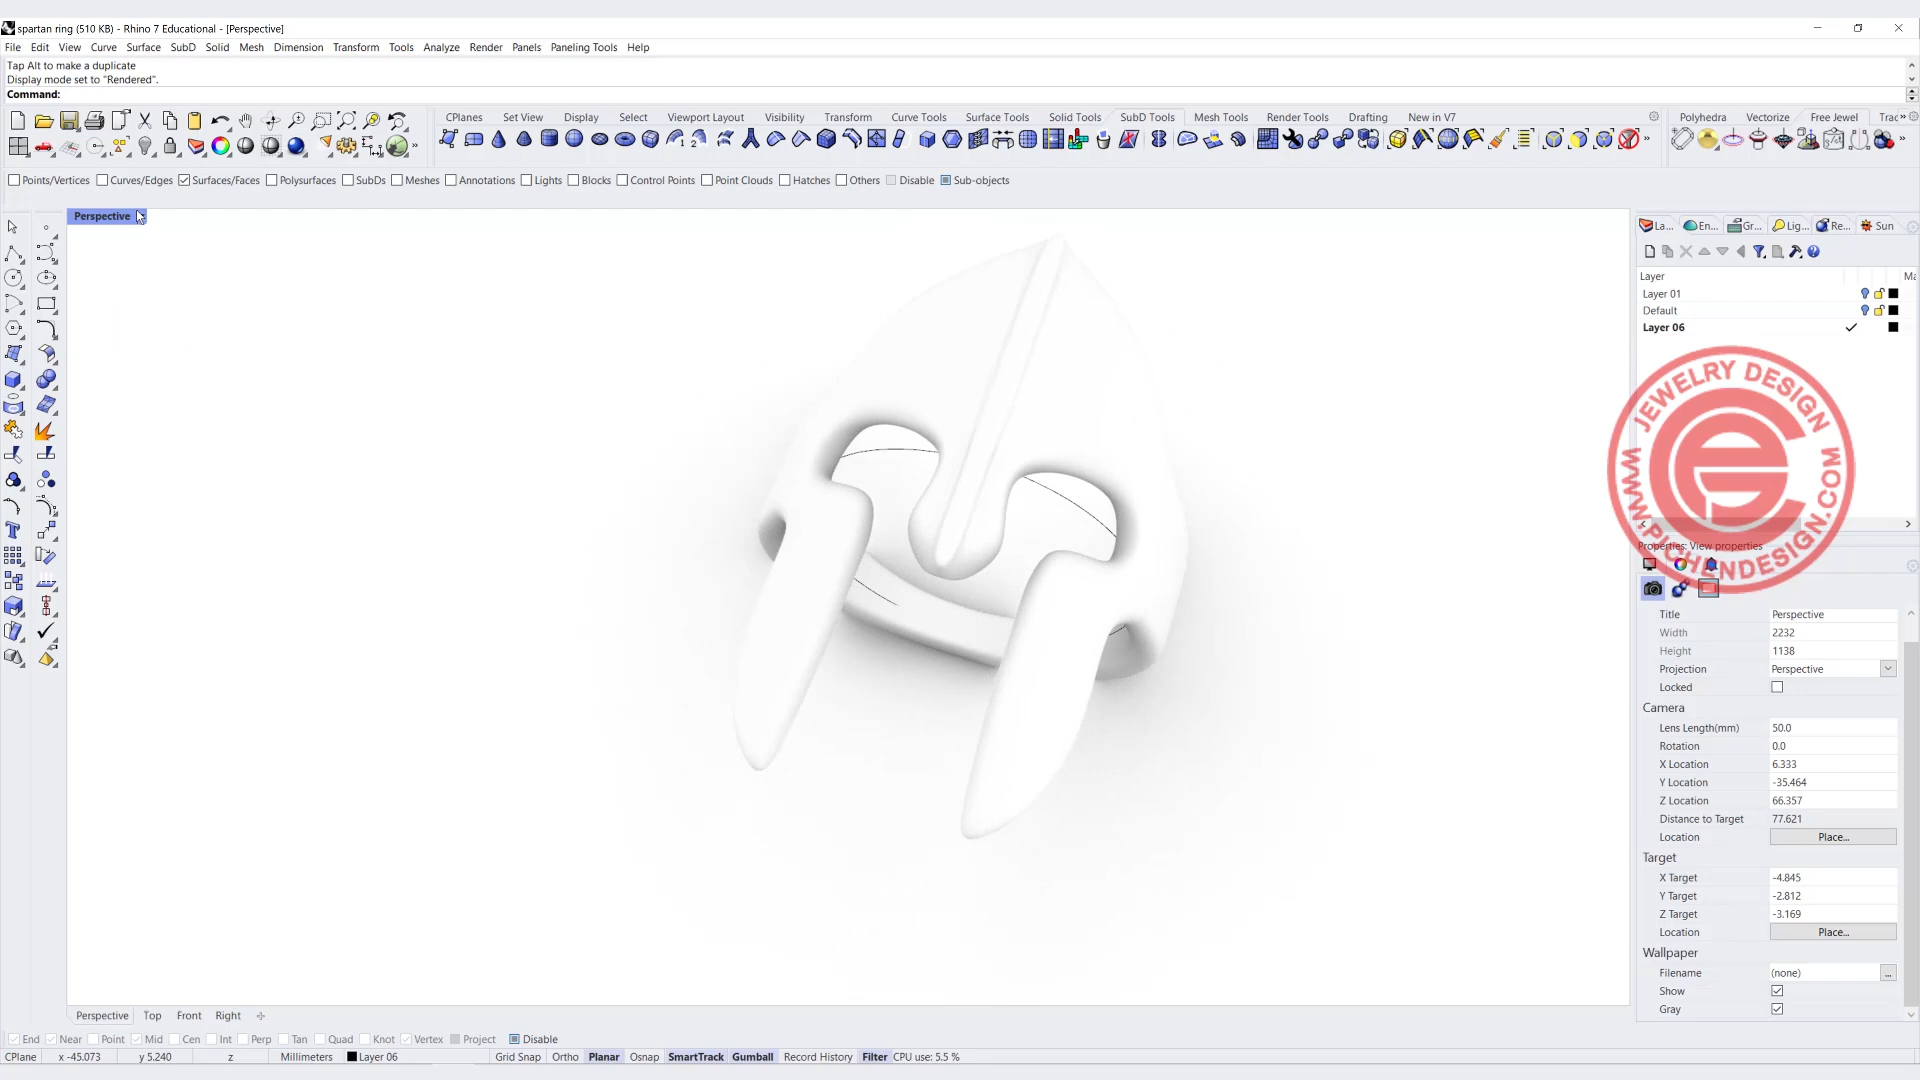 spartan ring (510 KB) - Rhino 7 Educational - [Perspective]
File Edit View Curve Surface SubD Solid Mesh Dimension Transform Tools Analyze Render Panels Paneling Tools Help
Tap Alt to make a duplicate
Display mode set to "Rendered".
Command:
CPlanes Set View Display Select Viewport Layout Visibility Transform Curve Tools Surface Tools Solid Tools SubD Tools Mesh Tools Render Tools Drafting New in V7 Polyhedra Vectorize Free Jewel Trac
Points/Vertices Curves/Edges Surfaces/Faces Polysurfaces SubDs Meshes Annotations Lights Blocks Control Points Point Clouds Hatches Others Disable Sub-objects
Perspective
La... En... Gr... Lig... Re... Sun
Layer Ma
Layer 01
Default
Layer 06
JEWELRY DESIGN
WWW.PICHENDESIGN.COM
Properties: View properties
Title Perspective
Width 2232
Height 1138
Projection Perspective
Locked
Camera
Lens Length(mm) 50.0
Rotation 0.0
X Location 6.333
Y Location -35.464
Z Location 66.357
Distance to Target 77.621
Location Place...
Target
X Target -4.845
Y Target -2.812
Z Target -3.169
Location Place...
Wallpaper
Filename (none) ...
Show
Gray
Perspective Top Front Right
End Near Point Mid Cen Int Perp Tan Quad Knot Vertex Project Disable
CPlane x -45.073 y 5.240 z Millimeters Layer 06 Grid Snap Ortho Planar Osnap SmartTrack Gumball Record History Filter CPU use: 5.5 %